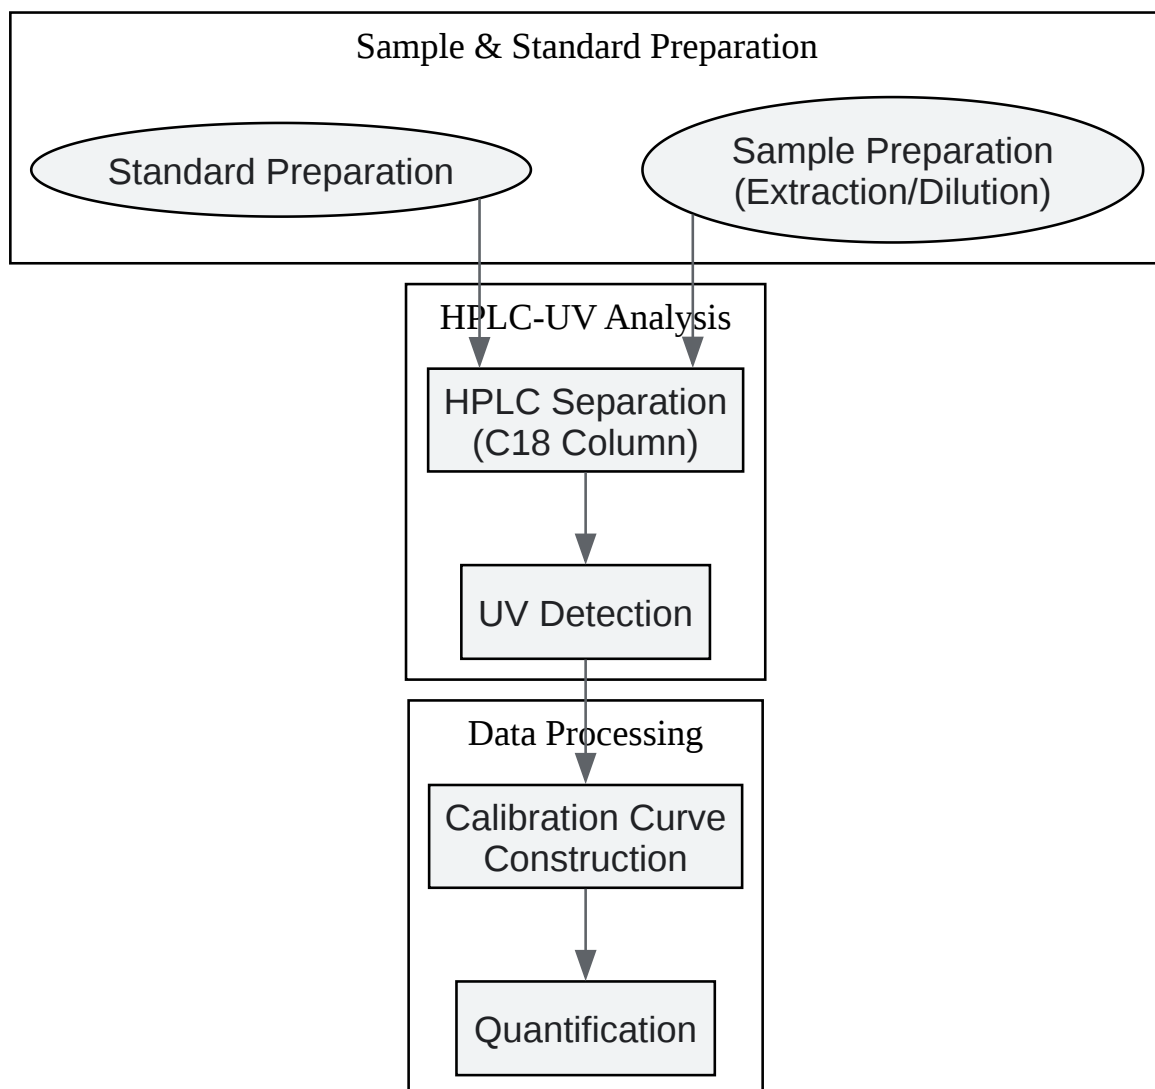 Sample & Standard Preparation
Standard Preparation
Sample Preparation
(Extraction/Dilution)
HPLC-UV Analysis
HPLC Separation
(C18 Column)
UV Detection
Data Processing
Calibration Curve
Construction
Quantification